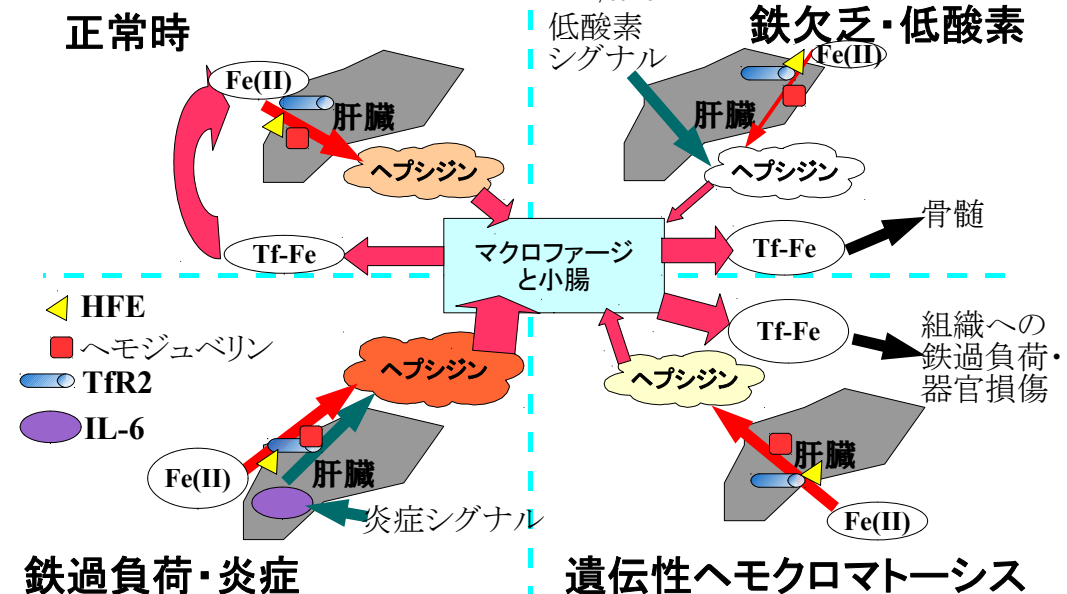 正常時
Fe(II)
肝臓
ヘプシジン
Tf-Fe
低酸素
シグナル
鉄欠乏・低酸素
Fe(II)
肝臓
ヘプシジン
Tf-Fe
骨髄
マクロファージ
と小腸
HFE
ヘモジュベリン
TfR2
IL-6
ヘプシジン
Fe(II)
肝臓
炎症シグナル
鉄過負荷・炎症
Tf-Fe
組織への
鉄過負荷・
器官損傷
ヘプシジン
肝臓
Fe(II)
遺伝性ヘモクロマトーシス